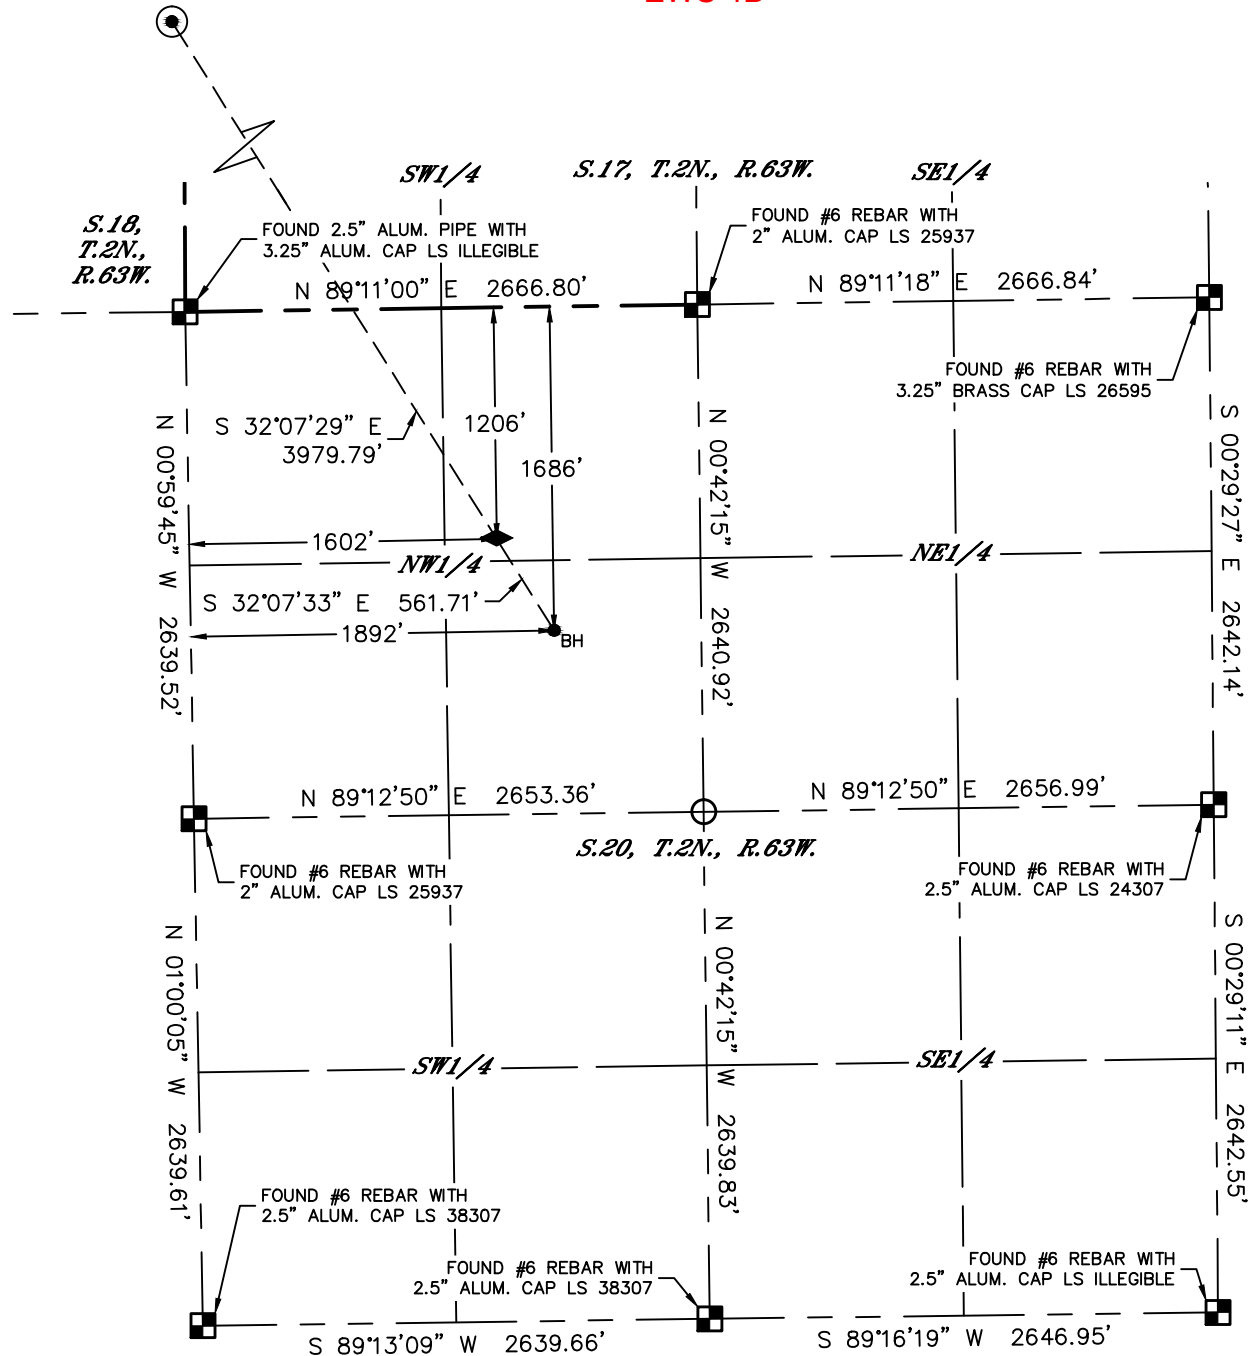 SW1/4
S.17, T.2N., R.63W.
SE1/4
S.18,
T.2N.,
R.63W.
FOUND 2.5” ALUM. PIPE WITH
3.25” ALUM. CAP LS ILLEGIBLE
FOUND #6 REBAR WITH
2” ALUM. CAP LS 25937
N 89°11'00” E 2666.80'
N 89°11'18” E 2666.84'
FOUND #6 REBAR WITH
3.25” BRASS CAP LS 26595
S 32°07'29” E
3979.79'
1206'
1686'
N 00°59'45” W 2639.52'
N 00°42'15” W 2640.92'
S 00°29'27” E 2642.14'
1602'
NW1/4
NE1/4
S 32°07'33” E 561.71'
1892'
BH
N 89°12'50” E 2653.36'
N 89°12'50” E 2656.99'
S.20, T.2N., R.63W.
FOUND #6 REBAR WITH
2” ALUM. CAP LS 25937
FOUND #6 REBAR WITH
2.5” ALUM. CAP LS 24307
N 01°00'05” W 2639.61'
N 00°42'15” W 2639.83'
S 00°29'11” E 2642.55'
SW1/4
SE1/4
FOUND #6 REBAR WITH
2.5” ALUM. CAP LS 38307
FOUND #6 REBAR WITH
2.5” ALUM. CAP LS 38307
FOUND #6 REBAR WITH
2.5” ALUM. CAP LS ILLEGIBLE
S 89°13'09” W 2639.66'
S 89°16'19” W 2646.95'